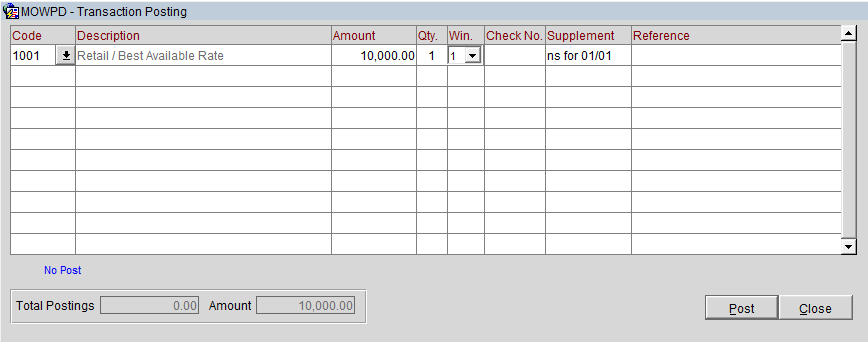 MOWPD - Transaction Posting
Code Description Amount Qty. Win. Check No. Supplement Reference
1001 Retail / Best Available Rate 10,000.00 1 1 ns for 01/01
No Post
Total Postings 0.00 Amount 10,000.00 Post Close